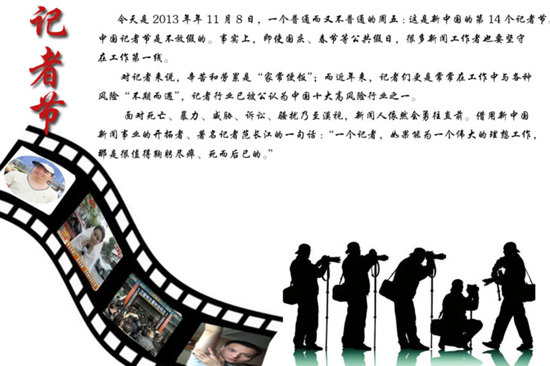 记者节
今天是2013年年11月8日，一个普通而又不普通的周五：这是新中国的第14个记者节。
中国记者节是不放假的。事实上，即使国庆、春节等公共假日，很多新闻工作者也要坚守
在工作第一线。
对记者来说，辛苦和劳累是“家常便饭”；而近年来，记者们更是常常在工作中与各种
风险“不期而遇”，记者行业已被公认为中国十大高风险行业之一。
面对死亡、暴力、威胁、诉讼、骚扰乃至漠视，新闻人依然会勇往直前。借用新中国
新闻事业的开拓者、著名记者范长江的一句话：“一个记者，如果能为一个伟大的理想工作，
那是很值得鞠躬尽瘁、死而后已的。”